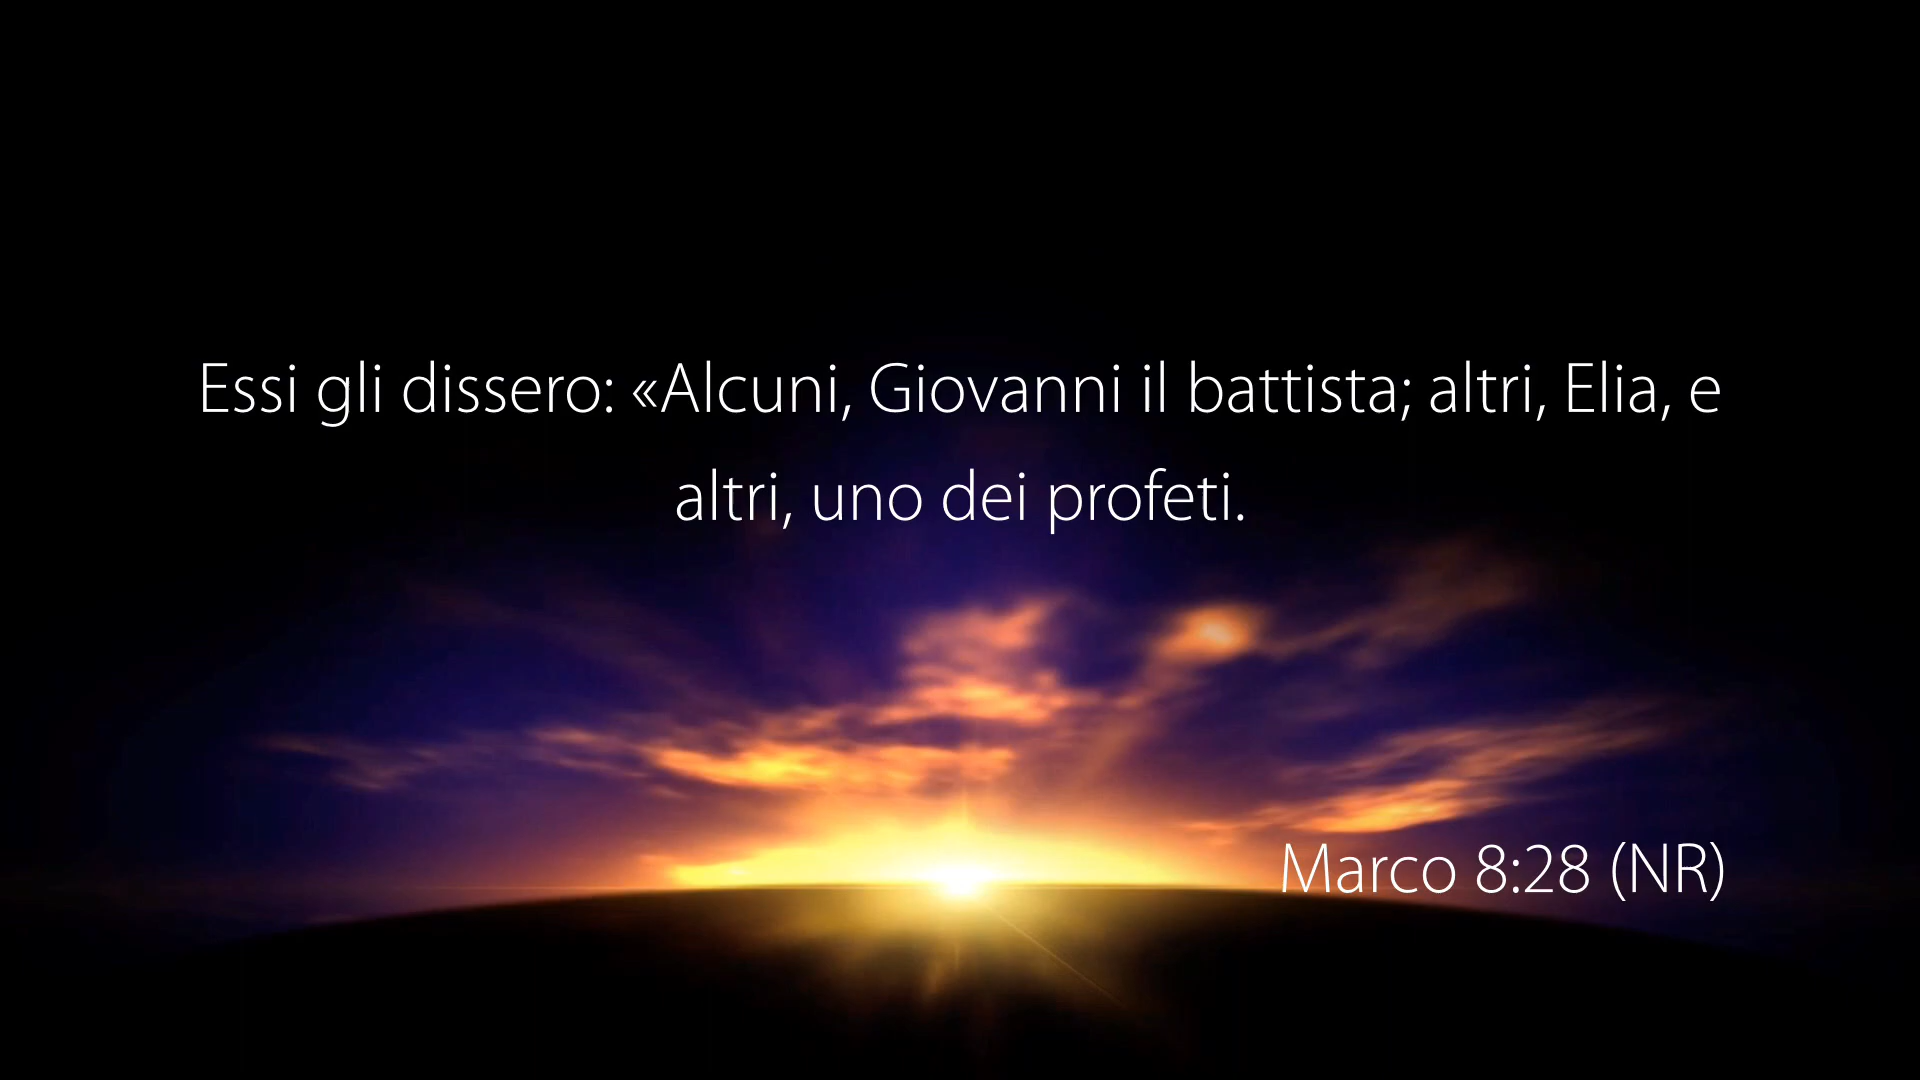 Essi gli dissero: «Alcuni, Giovanni il battista; altri, Elia, e
altri, uno dei profeti.
Marco 8:28 (NR)